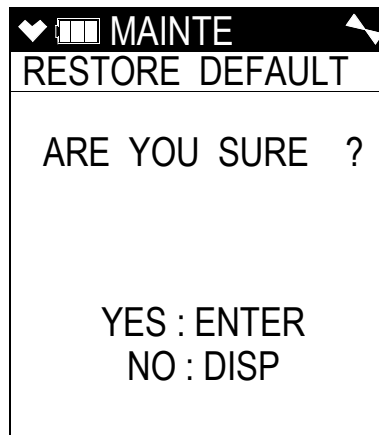 MAINTE
RESTORE DEFAULT
ARE YOU SURE ?
YES : ENTER
NO : DISP